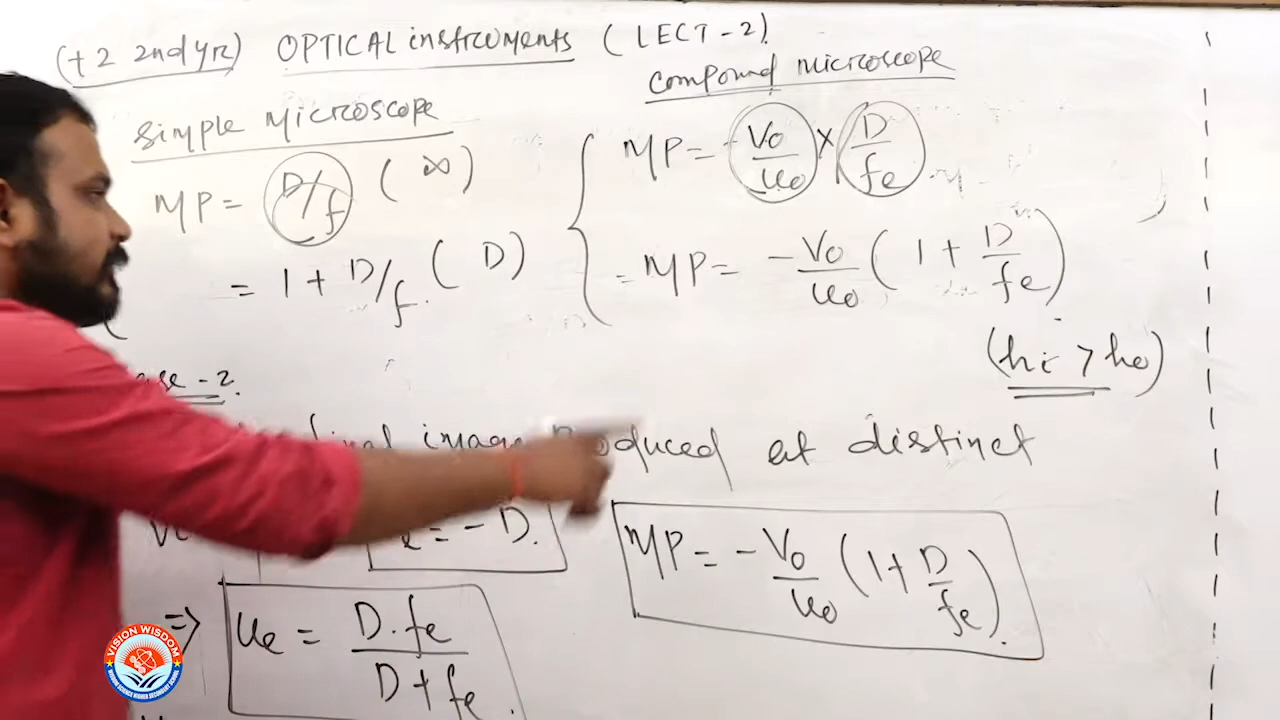 (+2 2nd yr) OPTICAL instruments (LECT-2)
Simple Microscope
MP = D/f (∞)
= 1 + D/f (D)
compound microscope
MP = - Vo/uo × D/fe
= MP = - Vo/uo (1 + D/fe)
(hi > ho)
ase-2.
final image Produced at distinct
e = - D.
MP = - Vo/uo (1 + D/fe).
=> ue = D.fe/D + fe.
VISION WISDOM